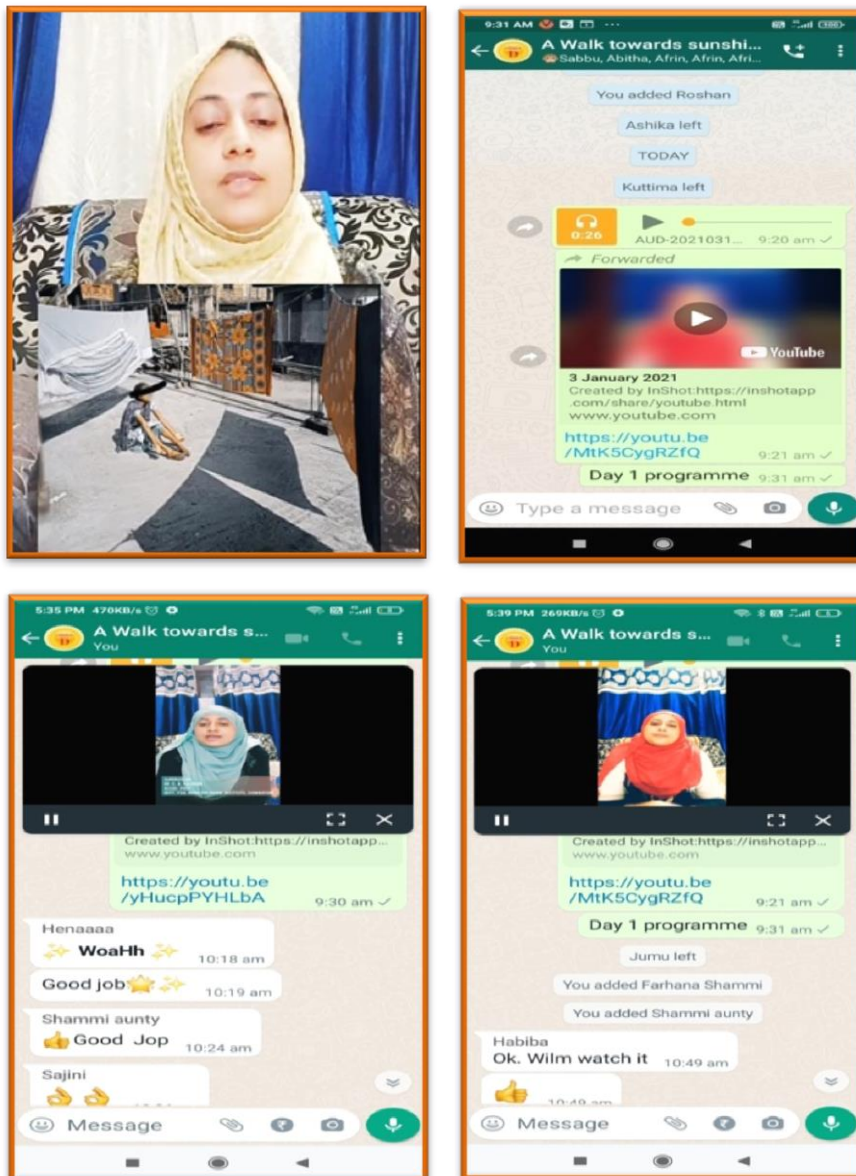 9:31 AM
A Walk towards sunshi...
Sabbu, Abitha, Afrin, Afrin, Afri...
You added Roshan
Ashika left
TODAY
Kuttima left
0:26
AUD-2021031... 9:20 am
Forwarded
YouTube
3 January 2021
Created by InShot:https://inshotapp
.com/share/youtube.html
www.youtube.com
https://youtu.be
/MtK5CygRZfQ 9:21 am
Day 1 programme 9:31 am
Type a message
5:35 PM 470KB/s
A Walk towards s...
You
Created by InShot:https://inshotapp...
www.youtube.com
https://youtu.be
/yHucpPYHLbA 9:30 am
Henaaaa
✨ WoaHh ✨ 10:18 am
Good job🌟✨ 10:19 am
Shammi aunty
👍Good Jop 10:24 am
Sajini
👌👌
Message
5:39 PM 269KB/s
A Walk towards s...
You
Created by InShot:https://inshotapp...
www.youtube.com
https://youtu.be
/MtK5CygRZfQ 9:21 am
Day 1 programme 9:31 am
Jumu left
You added Farhana Shammi
You added Shammi aunty
Habiba
Ok. Wilm watch it 10:49 am
👍 10:49 am
Message